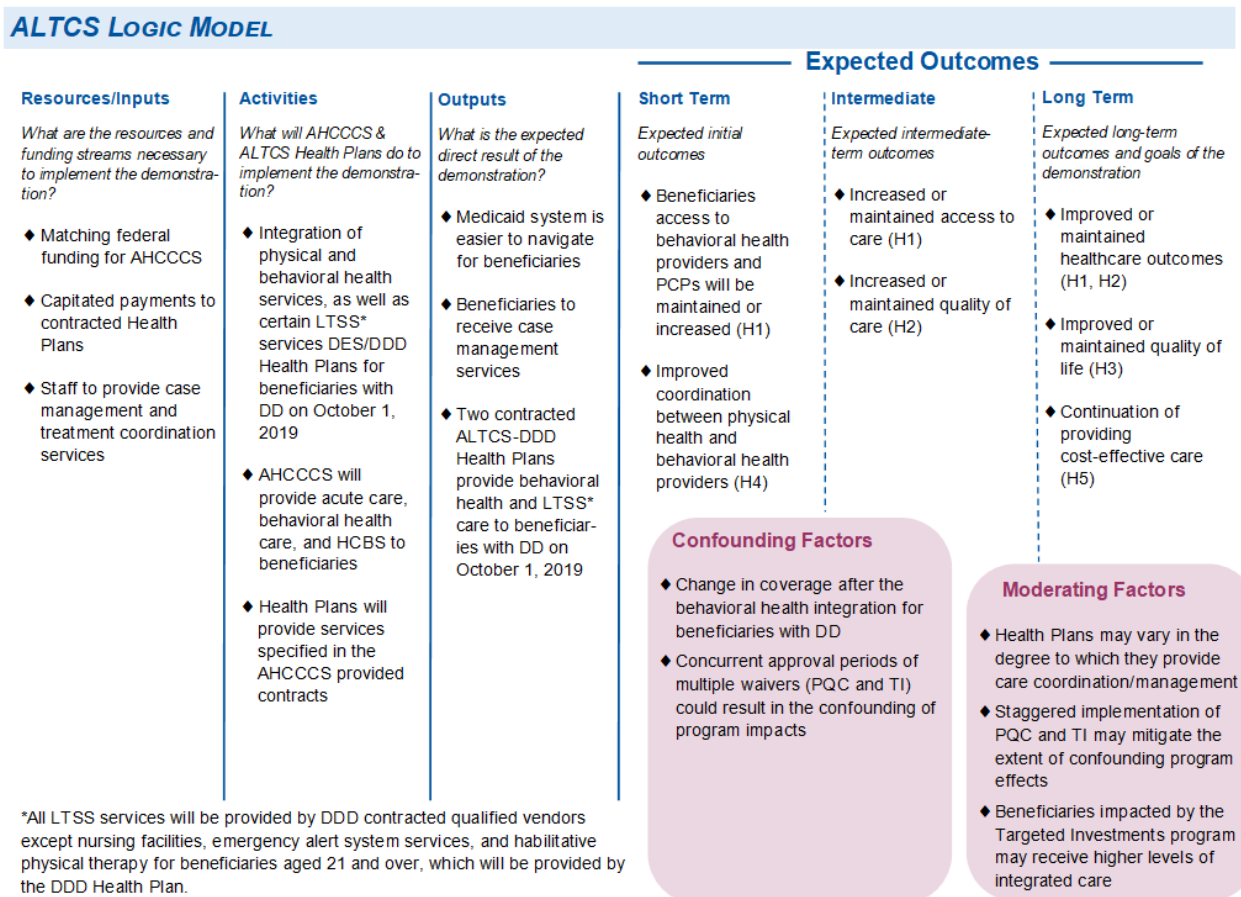 ALTCS LOGIC MODEL
Expected Outcomes
Resources/Inputs
What are the resources and
funding streams necessary
to implement the demonstra-
tion?
♦ Matching federal
funding for AHCCCS
♦ Capitated payments to
contracted Health
Plans
♦ Staff to provide case
management and
treatment coordination
services
Activities
What will AHCCCS &
ALTCS Health Plans do to
implement the demonstra-
tion?
♦ Integration of
physical and
behavioral health
services, as well as
certain LTSS*
services DES/DDD
Health Plans for
beneficiaries with
DD on October 1,
2019
♦ AHCCCS will
provide acute care,
behavioral health
care, and HCBS to
beneficiaries
♦ Health Plans will
provide services
specified in the
AHCCCS provided
contracts
Outputs
What is the expected
direct result of the
demonstration?
♦ Medicaid system is
easier to navigate
for beneficiaries
♦ Beneficiaries to
receive case
management
services
♦ Two contracted
ALTCS-DDD
Health Plans
provide behavioral
health and LTSS*
care to beneficiar-
ies with DD on
October 1, 2019
Short Term
Expected initial
outcomes
♦ Beneficiaries
access to
behavioral health
providers and
PCPs will be
maintained or
increased (H1)
♦ Improved
coordination
between physical
health and
behavioral health
providers (H4)
Intermediate
Expected intermediate-
term outcomes
♦ Increased or
maintained access to
care (H1)
♦ Increased or
maintained quality of
care (H2)
Long Term
Expected long-term
outcomes and goals of the
demonstration
♦ Improved or
maintained
healthcare outcomes
(H1, H2)
♦ Improved or
maintained quality of
life (H3)
♦ Continuation of
providing
cost-effective care
(H5)
Confounding Factors
♦ Change in coverage after the
behavioral health integration for
beneficiaries with DD
♦ Concurrent approval periods of
multiple waivers (PQC and TI)
could result in the confounding of
program impacts
Moderating Factors
♦ Health Plans may vary in the
degree to which they provide
care coordination/management
♦ Staggered implementation of
PQC and TI may mitigate the
extent of confounding program
effects
♦ Beneficiaries impacted by the
Targeted Investments program
may receive higher levels of
integrated care
*All LTSS services will be provided by DDD contracted qualified vendors
except nursing facilities, emergency alert system services, and habilitative
physical therapy for beneficiaries aged 21 and over, which will be provided by
the DDD Health Plan.